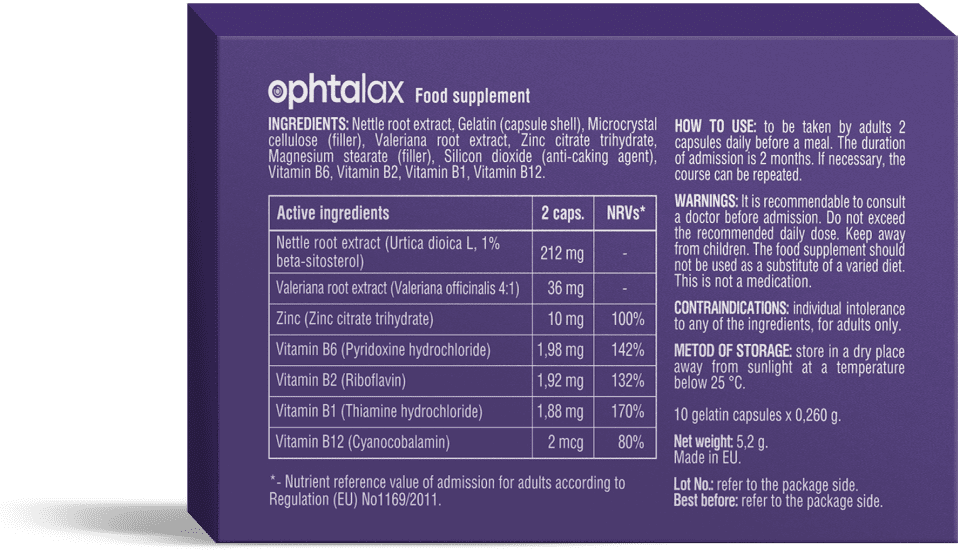 ophtalax Food supplement
INGREDIENTS: Nettle root extract, Gelatin (capsule shell), Microcrystal
cellulose (filler), Valeriana root extract, Zinc citrate trihydrate,
Magnesium stearate (filler), Silicon dioxide (anti-caking agent),
Vitamin B6, Vitamin B2, Vitamin B1, Vitamin B12.
Active ingredients 2 caps. NRVs*
Nettle root extract (Urtica dioica L, 1%
beta-sitosterol) 212 mg -
Valeriana root extract (Valeriana officinalis 4:1) 36 mg -
Zinc (Zinc citrate trihydrate) 10 mg 100%
Vitamin B6 (Pyridoxine hydrochloride) 1,98 mg 142%
Vitamin B2 (Riboflavin) 1,92 mg 132%
Vitamin B1 (Thiamine hydrochloride) 1,88 mg 170%
Vitamin B12 (Cyanocobalamin) 2 mcg 80%
*- Nutrient reference value of admission for adults according to
Regulation (EU) No1169/2011.
HOW TO USE: to be taken by adults 2
capsules daily before a meal. The duration
of admission is 2 months. If necessary, the
course can be repeated.
WARNINGS: It is recommendable to consult
a doctor before admission. Do not exceed
the recommended daily dose. Keep away
from children. The food supplement should
not be used as a substitute of a varied diet.
This is not a medication.
CONTRAINDICATIONS: individual intolerance
to any of the ingredients, for adults only.
METOD OF STORAGE: store in a dry place
away from sunlight at a temperature
below 25 °C.
10 gelatin capsules x 0,260 g.
Net weight: 5,2 g.
Made in EU.
Lot No.: refer to the package side.
Best before: refer to the package side.